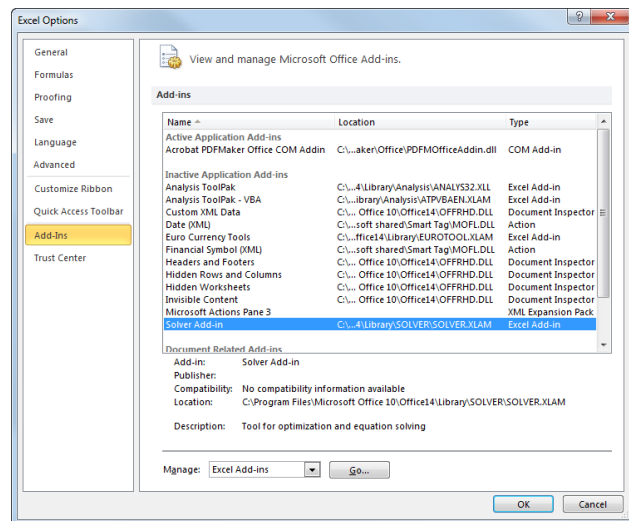 Excel Options
General
Formulas
Proofing
Save
Language
Advanced
Customize Ribbon
Quick Access Toolbar
Add-Ins
Trust Center
View and manage Microsoft Office Add-ins.
Add-ins
Name Location Type
Active Application Add-ins
Acrobat PDFMaker Office COM Addin C:\...aker\Office\PDFMOfficeAddin.dll COM Add-in
Inactive Application Add-ins
Analysis ToolPak C:\...4\Library\Analysis\ANALYS32.XLL Excel Add-in
Analysis ToolPak - VBA C:\...ibrary\Analysis\ATPVBAEN.XLAM Excel Add-in
Custom XML Data C:\... Office 10\Office14\OFFRHD.DLL Document Inspector
Date (XML) C:\...soft shared\Smart Tag\MOFL.DLL Action
Euro Currency Tools C:\...ffice14\Library\EUROTOOL.XLAM Excel Add-in
Financial Symbol (XML) C:\...soft shared\Smart Tag\MOFL.DLL Action
Headers and Footers C:\... Office 10\Office14\OFFRHD.DLL Document Inspector
Hidden Rows and Columns C:\... Office 10\Office14\OFFRHD.DLL Document Inspector
Hidden Worksheets C:\... Office 10\Office14\OFFRHD.DLL Document Inspector
Invisible Content C:\... Office 10\Office14\OFFRHD.DLL Document Inspector
Microsoft Actions Pane 3 XML Expansion Pack
Solver Add-in C:\...4\Library\SOLVER\SOLVER.XLAM Excel Add-in
Document Related Add-ins
Add-in: Solver Add-in
Publisher:
Compatibility: No compatibility information available
Location: C:\Program Files\Microsoft Office 10\Office14\Library\SOLVER\SOLVER.XLAM
Description: Tool for optimization and equation solving
Manage: Excel Add-ins Go...
OK Cancel